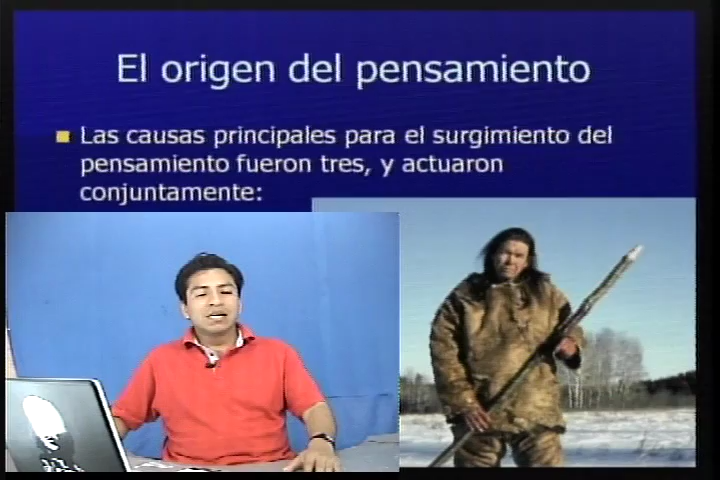 El origen del pensamiento
Las causas principales para el surgimiento del
pensamiento fueron tres, y actuaron
conjuntamente: